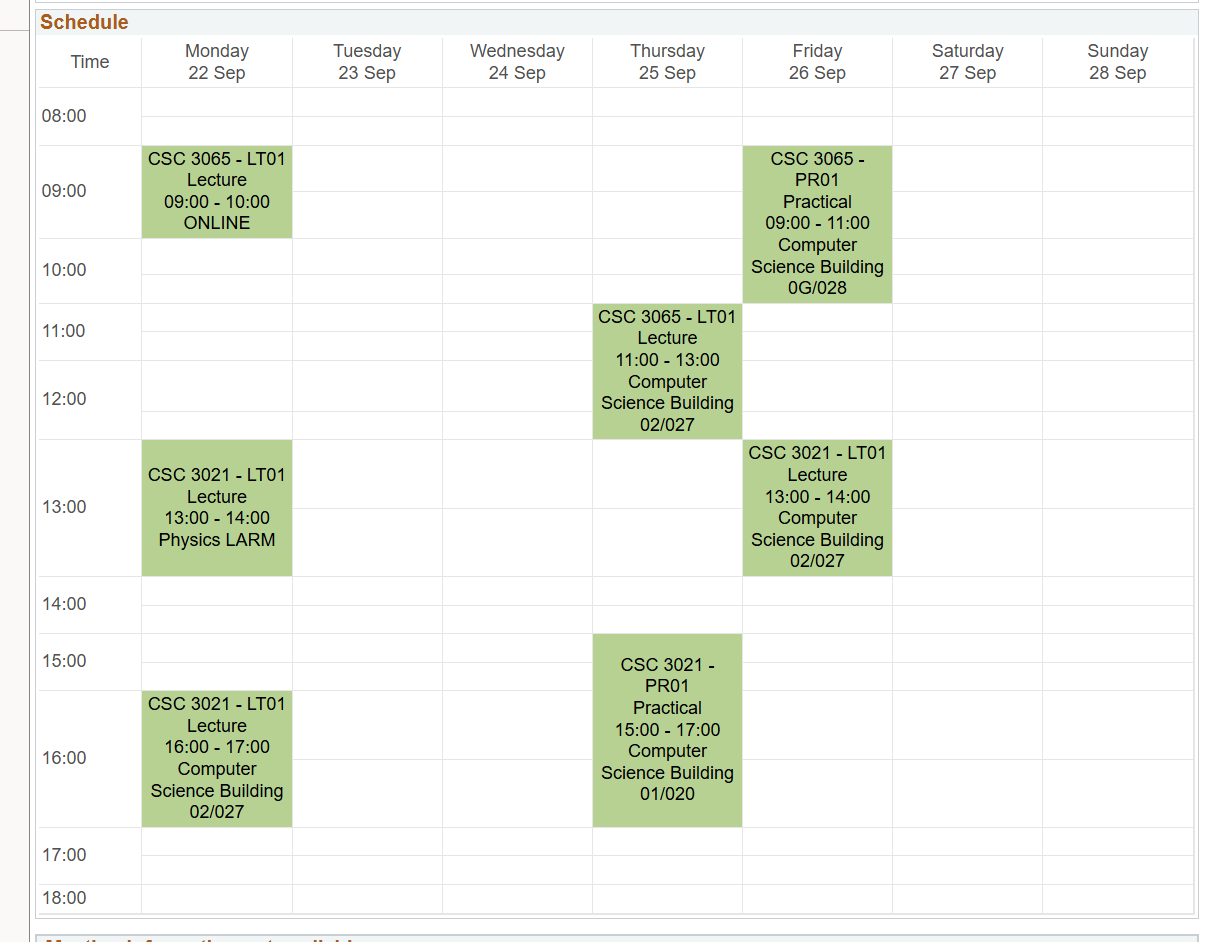 Schedule
Time
Monday
22 Sep
Tuesday
23 Sep
Wednesday
24 Sep
Thursday
25 Sep
Friday
26 Sep
Saturday
27 Sep
Sunday
28 Sep
08:00
09:00
CSC 3065 - LT01
Lecture
09:00 - 10:00
ONLINE
CSC 3065 -
PR01
Practical
09:00 - 11:00
Computer
Science Building
0G/028
10:00
11:00
CSC 3065 - LT01
Lecture
11:00 - 13:00
Computer
Science Building
02/027
12:00
13:00
CSC 3021 - LT01
Lecture
13:00 - 14:00
Physics LARM
CSC 3021 - LT01
Lecture
13:00 - 14:00
Computer
Science Building
02/027
14:00
15:00
CSC 3021 -
PR01
Practical
15:00 - 17:00
Computer
Science Building
01/020
16:00
CSC 3021 - LT01
Lecture
16:00 - 17:00
Computer
Science Building
02/027
17:00
18:00